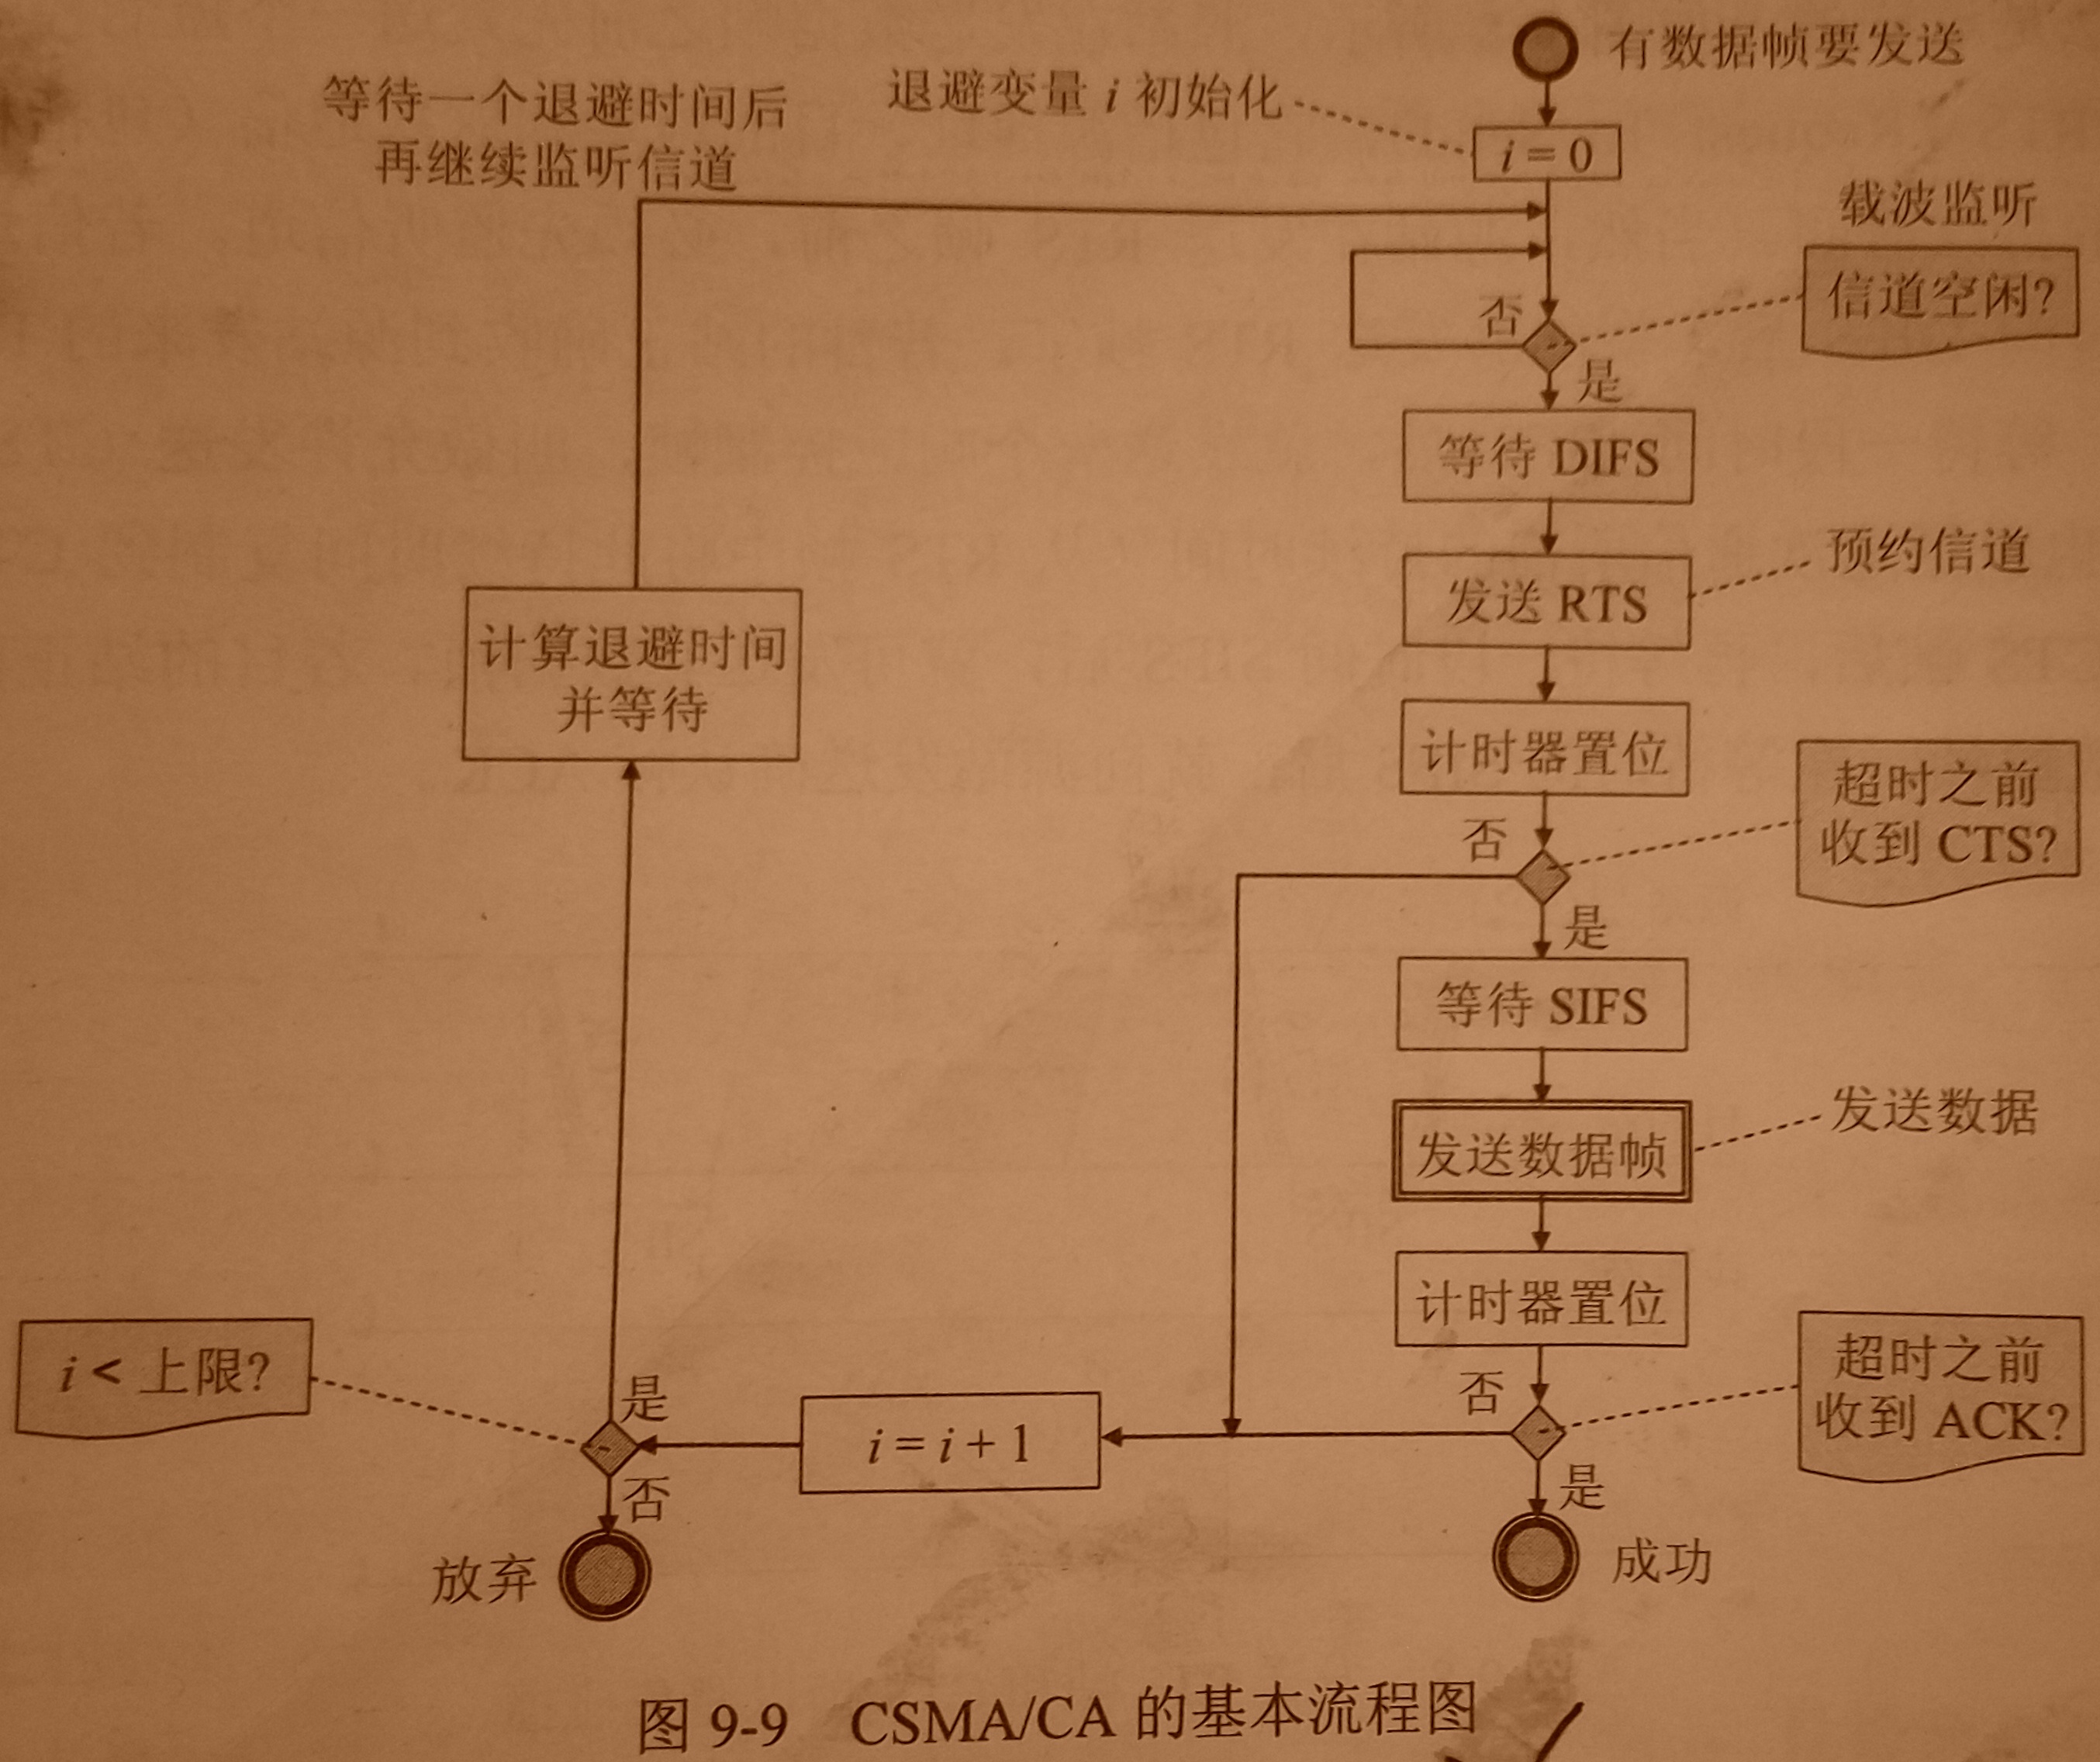 有数据帧要发送
等待一个退避时间后
再继续监听信道
退避变量 i 初始化
i = 0
载波监听
信道空闲?
否
是
等待 DIFS
发送 RTS
预约信道
计算退避时间
并等待
计时器置位
超时之前
收到 CTS?
否
是
等待 SIFS
发送数据帧
发送数据
计时器置位
超时之前
收到 ACK?
否
是
i = i + 1
i < 上限?
是
否
放弃
成功
图 9-9 CSMA/CA 的基本流程图